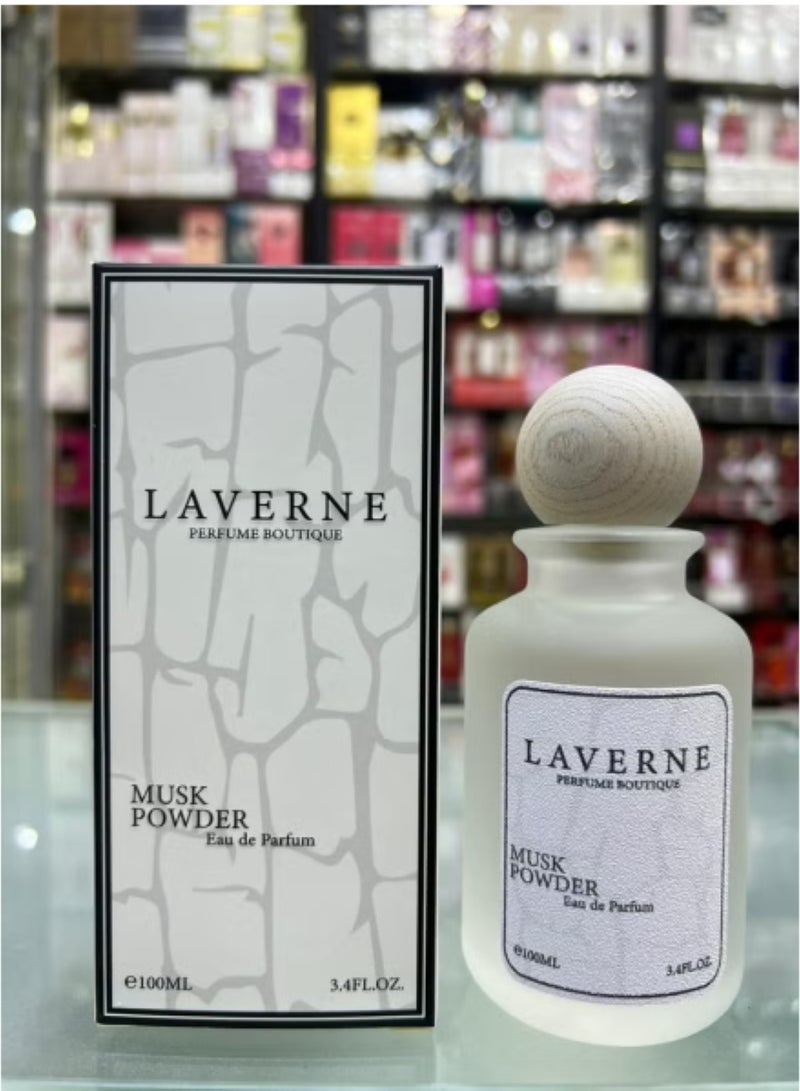 LAVERNE
PERFUME BOUTIQUE
MUSK
POWDER
Eau de Parfum
℮100ML 3.4FL.OZ.
LAVERNE
PERFUME BOUTIQUE
MUSK
POWDER
Eau de Parfum
℮100ML 3.4FL.OZ